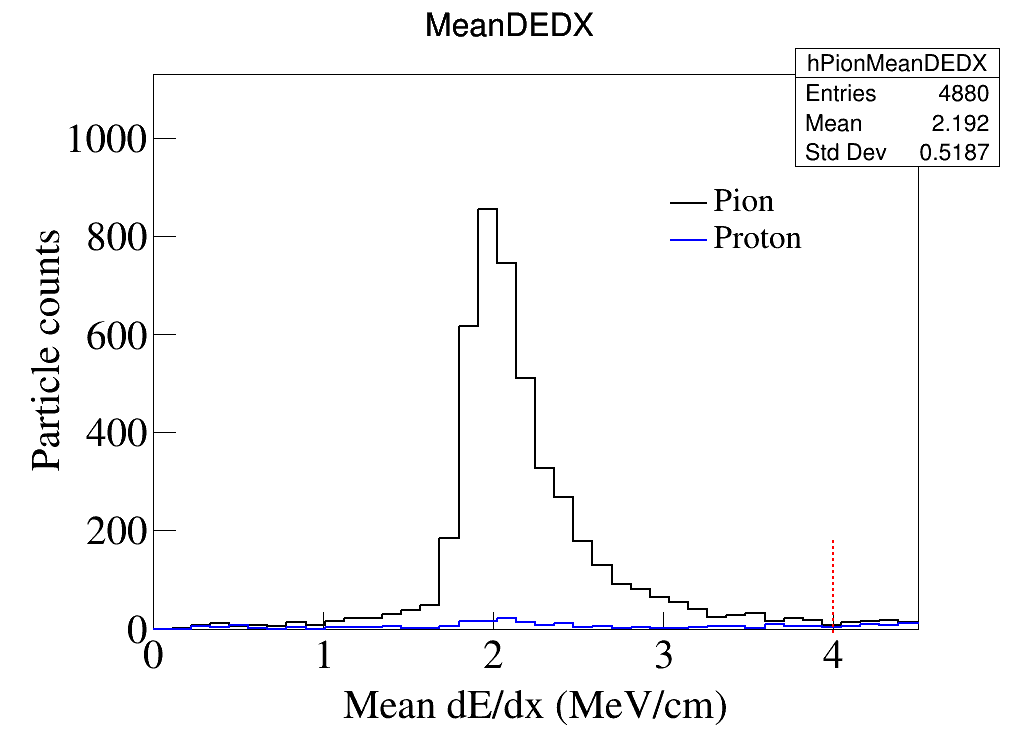 MeanDEDX
hPionMeanDEDX
Entries 4880
Mean 2.192
Std Dev 0.5187
Pion
Proton
Particle counts
1000
800
600
400
200
0
0 1 2 3 4
Mean dE/dx (MeV/cm)